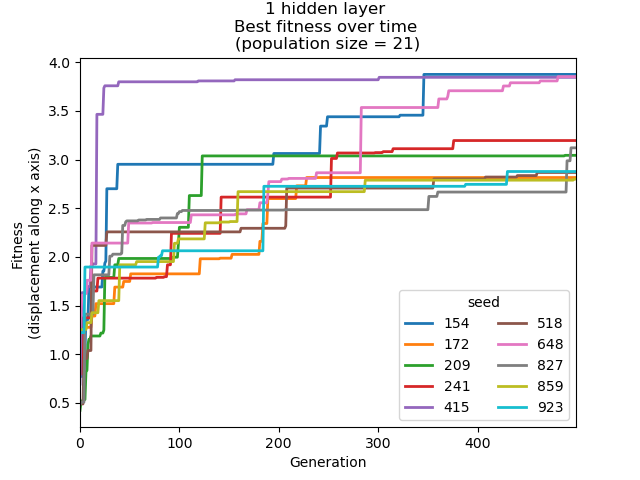 1 hidden layer
Best fitness over time
(population size = 21)
Fitness
(displacement along x axis)
4.0
3.5
3.0
2.5
2.0
1.5
1.0
0.5
0 100 200 300 400
Generation
seed
154 518
172 648
209 827
241 859
415 923